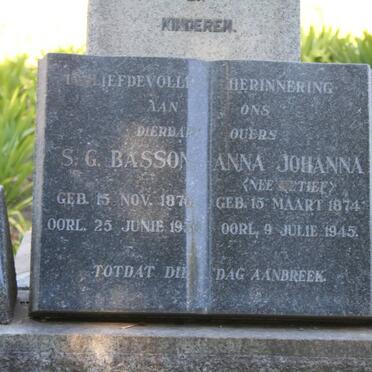 KINDEREN.
LIEFDEVOLLE HERINNERING
AAN ONS
DIERBARE OUERS
S. G. BASSON ANNA JOHANNA
(NEE
GEB. 15 NOV. GEB. 15 MAART 1874
OORL. 25 JUNIE OORL. 9 JULIE 1945.
TOTDAT DIE DAG AANBREEK.